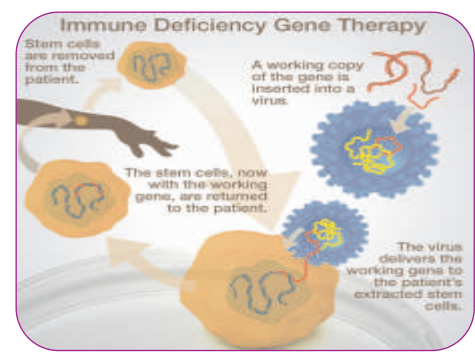 Immune Deficiency Gene Therapy
Stem cells
are removed
from the
patient.
A working copy
of the gene is
inserted into a
virus.
The stem cells, now
with the working
gene, are returned
to the patient.
The virus
delivers the
working gene to
the patient's
extracted stem
cells.